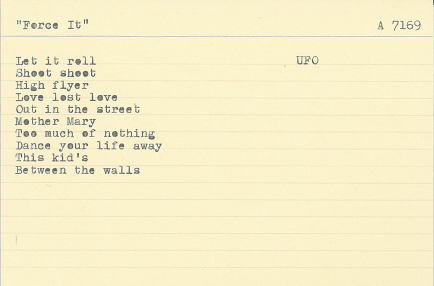 "Force It" A 7169
Let it roll UFO
Shoot shoot
High flyer
Love lost love
Out in the street
Mother Mary
Too much of nothing
Dance your life away
This kid's
Between the walls